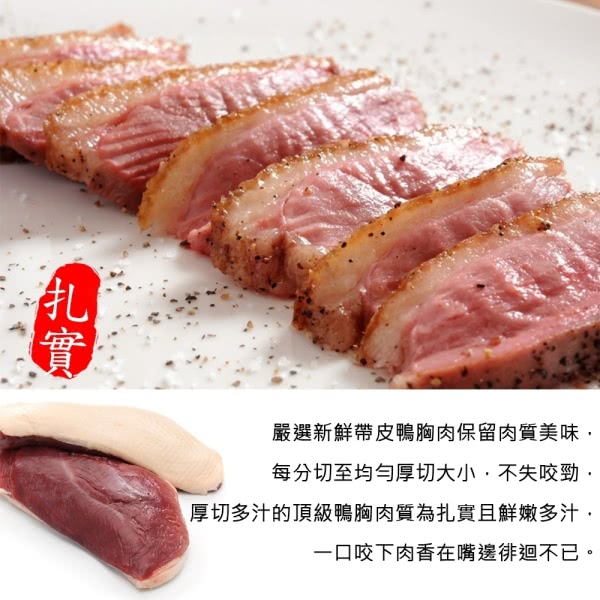 扎實
嚴選新鮮帶皮鴨胸肉保留肉質美味，
每分切至均勻厚切大小，不失咬勁，
厚切多汁的頂級鴨胸肉質為扎實且鮮嫩多汁，
一口咬下肉香在嘴邊徘迴不已。